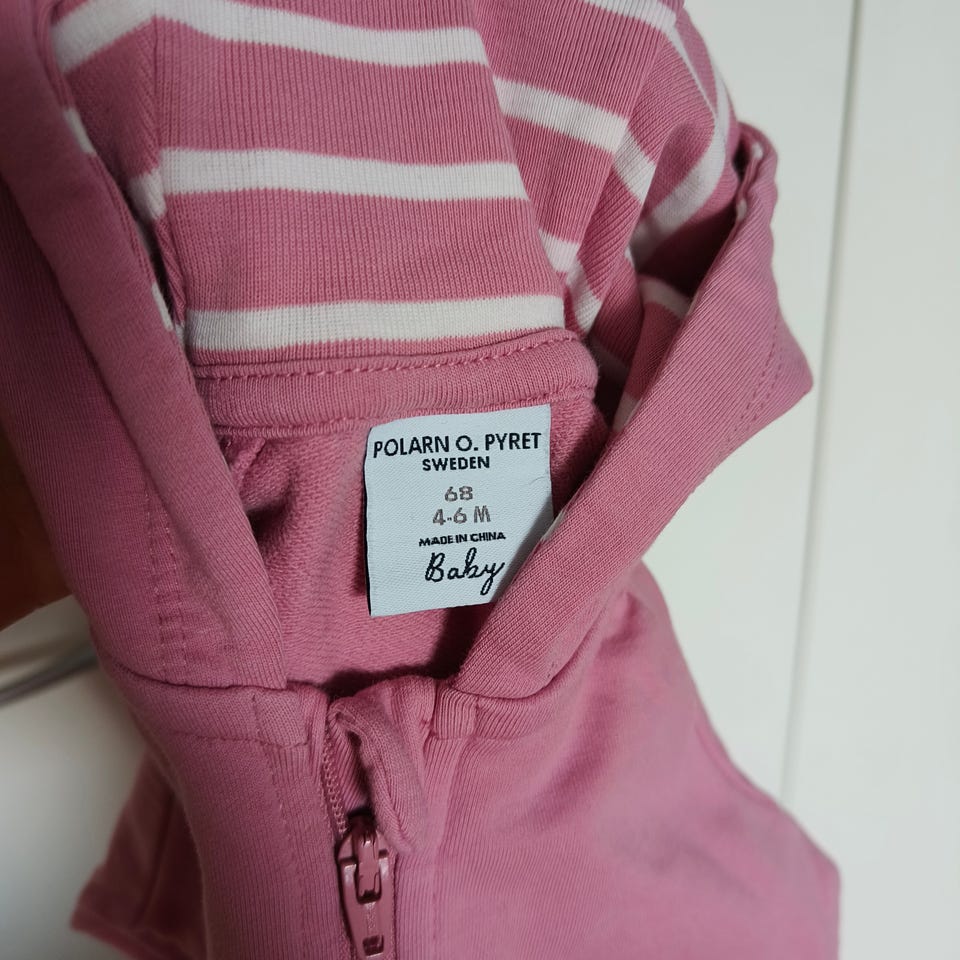 POLARN O. PYRET
SWEDEN
68
4-6 M
MADE IN CHINA
Baby